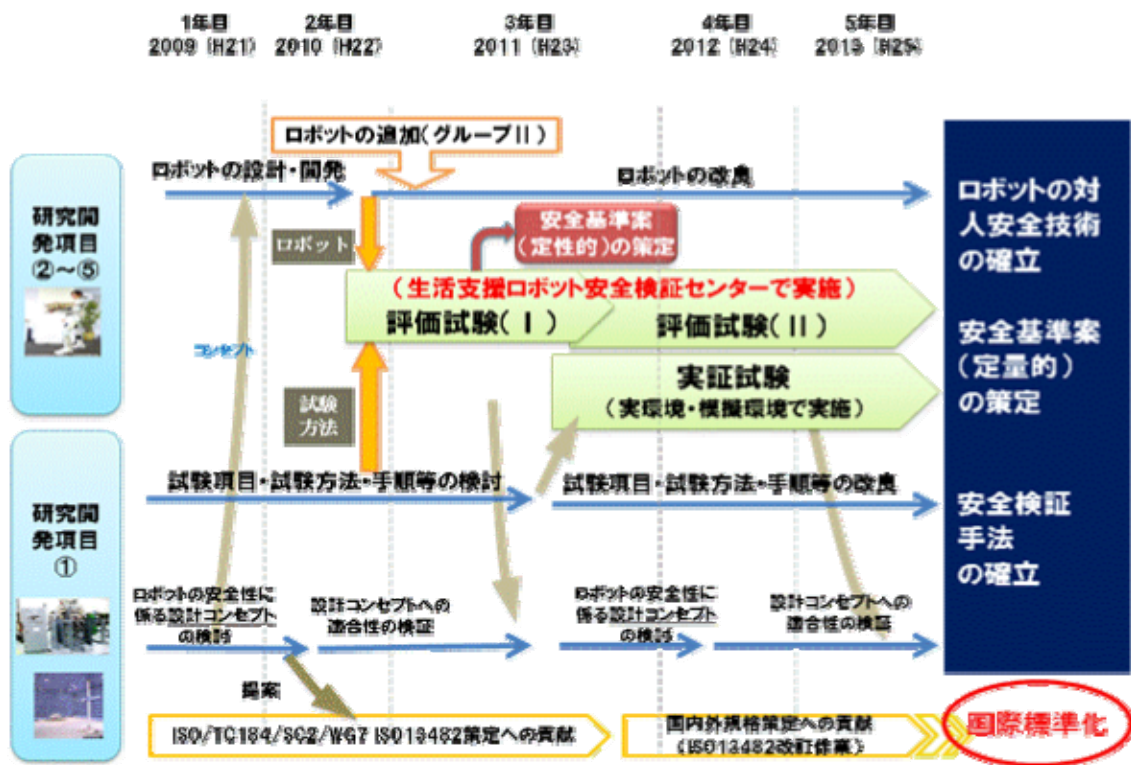 1年目
2009（H21）
2年目
2010（H22）
3年目
2011（H23）
4年目
2012（H24）
5年目
2013（H25）
ロボットの追加（グループII）
ロボットの設計・開発
ロボットの改良
研究開
発項目
②～⑤
ロボット
安全基準案
（定性的）の策定
（生活支援ロボット安全検証センターで実施）
評価試験（Ⅰ）
評価試験（II）
コンセプト
実証試験
（実環境・模擬環境で実施）
試験
方法
試験項目・試験方法・手順等の検討
試験項目・試験方法・手順等の改良
研究開
発項目
①
ロボットの安全性に
係る設計コンセプト
の検討
設計コンセプトへの
適合性の検証
ロボットの安全性に
係る設計コンセプト
の検討
設計コンセプトへの
適合性の検証
提案
ISO/TC184/SC2/WG7 ISO13482策定への貢献
国内外規格策定への貢献
（ISO13482改訂作業）
ロボットの対
人安全技術
の確立
安全基準案
（定量的）
の策定
安全検証
手法
の確立
国際標準化